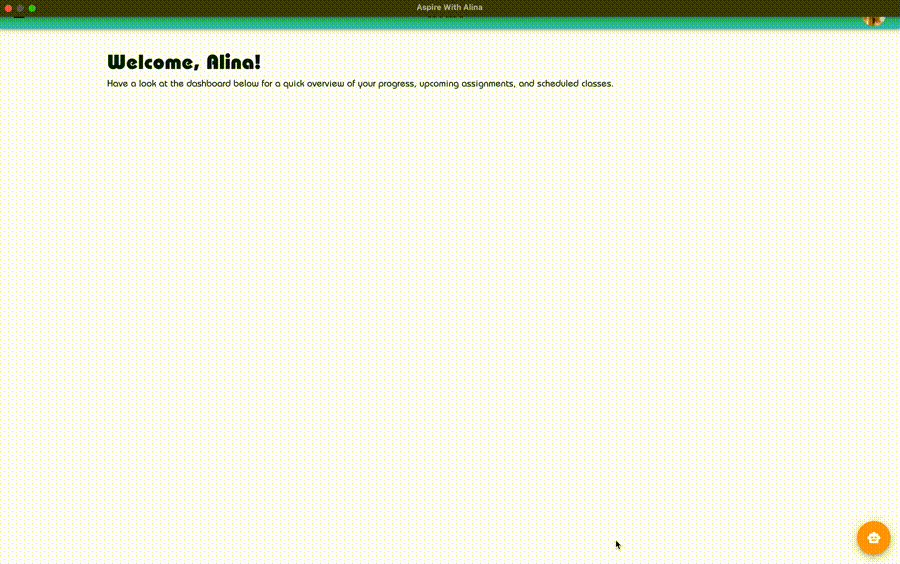 Aspire With Alina
Welcome, Alina!
Have a look at the dashboard below for a quick overview of your progress, upcoming assignments, and scheduled classes.